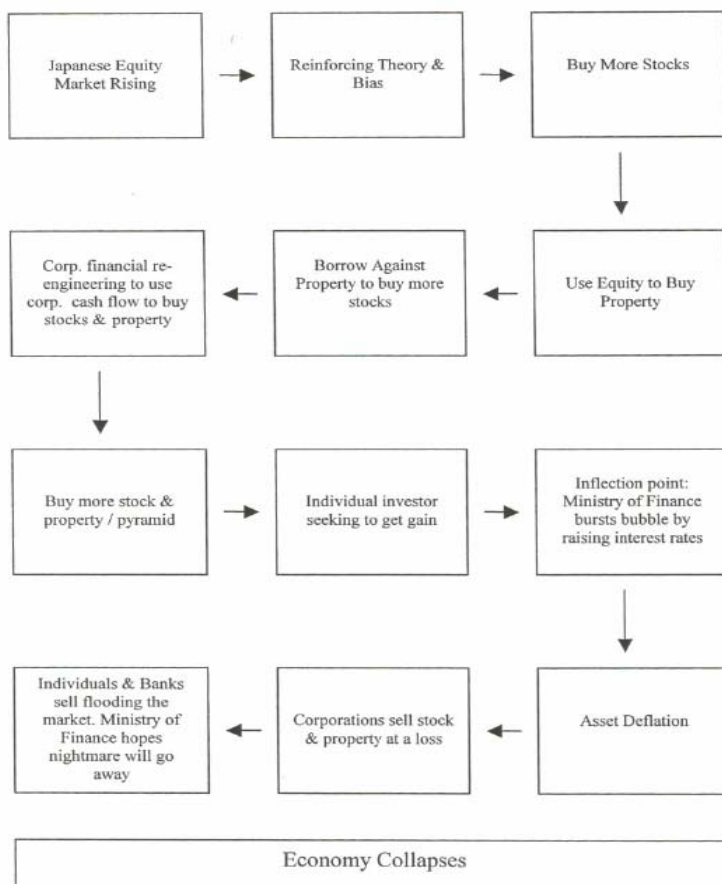 Japanese Equity
Market Rising
Reinforcing Theory &
Bias
Buy More Stocks
Use Equity to Buy
Property
Borrow Against
Property to buy more
stocks
Corp. financial re-
engineering to use
corp. cash flow to buy
stocks & property
Buy more stock &
property / pyramid
Individual investor
seeking to get gain
Inflection point:
Ministry of Finance
bursts bubble by
raising interest rates
Asset Deflation
Corporations sell stock
& property at a loss
Individuals & Banks
sell flooding the
market. Ministry of
Finance hopes
nightmare will go
away
Economy Collapses